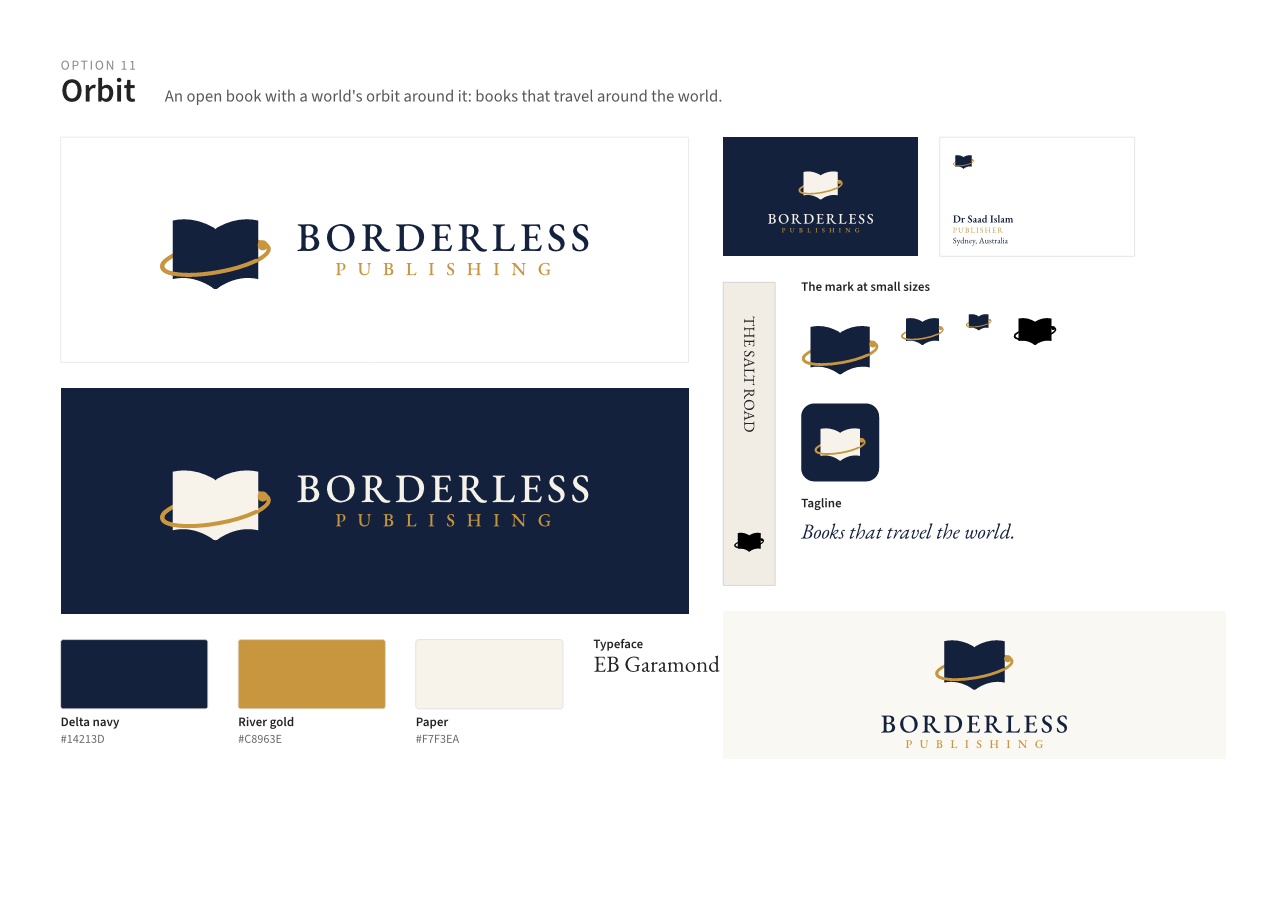 OPTION 11
Orbit
An open book with a world's orbit around it: books that travel around the world.
BORDERLESS
PUBLISHING
BORDERLESS
PUBLISHING
Delta navy
#14213D
River gold
#C8963E
Paper
#F7F3EA
Typeface
EB Garamond
BORDERLESS
PUBLISHING
Dr Saad Islam
PUBLISHER
Sydney, Australia
THE SALT ROAD
The mark at small sizes
Tagline
Books that travel the world.
BORDERLESS
PUBLISHING